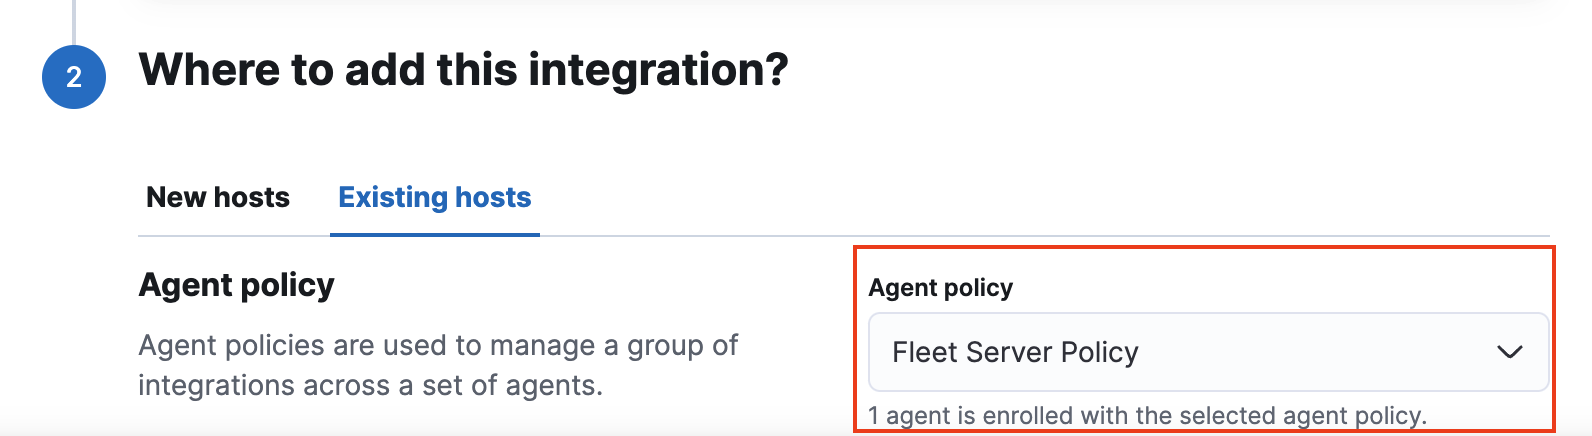 2
Where to add this integration?
New hosts
Existing hosts
Agent policy
Agent policies are used to manage a group of
integrations across a set of agents.
Agent policy
Fleet Server Policy
1 agent is enrolled with the selected agent policy.